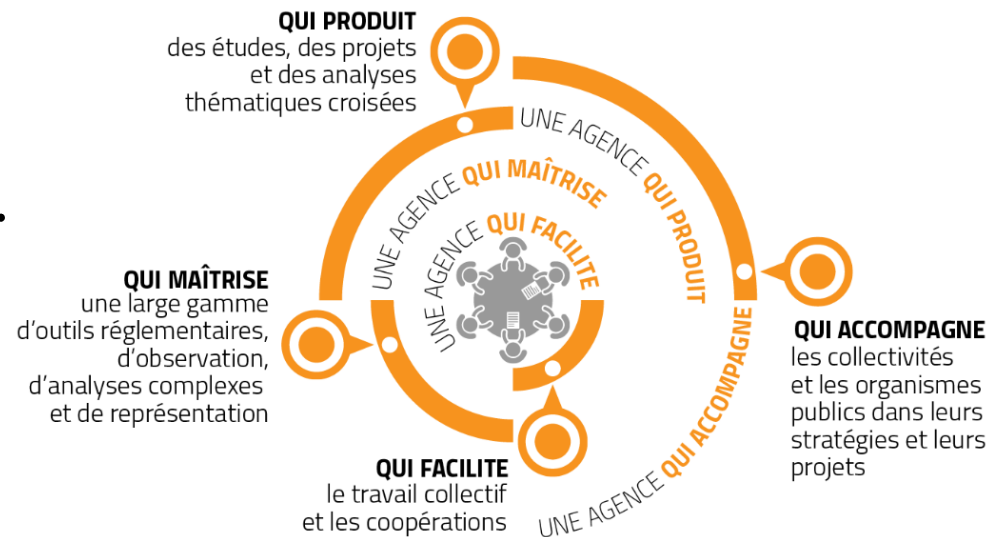 QUI PRODUIT
des études, des projets
et des analyses
thématiques croisées
UNE AGENCE QUI PRODUIT
UNE AGENCE QUI MAÎTRISE
UNE AGENCE QUI FACILITE
UNE AGENCE QUI ACCOMPAGNE
QUI MAÎTRISE
une large gamme
d'outils réglementaires,
d'observation,
d'analyses complexes
et de représentation
QUI ACCOMPAGNE
les collectivités
et les organismes
publics dans leurs
stratégies et leurs
projets
QUI FACILITE
le travail collectif
et les coopérations